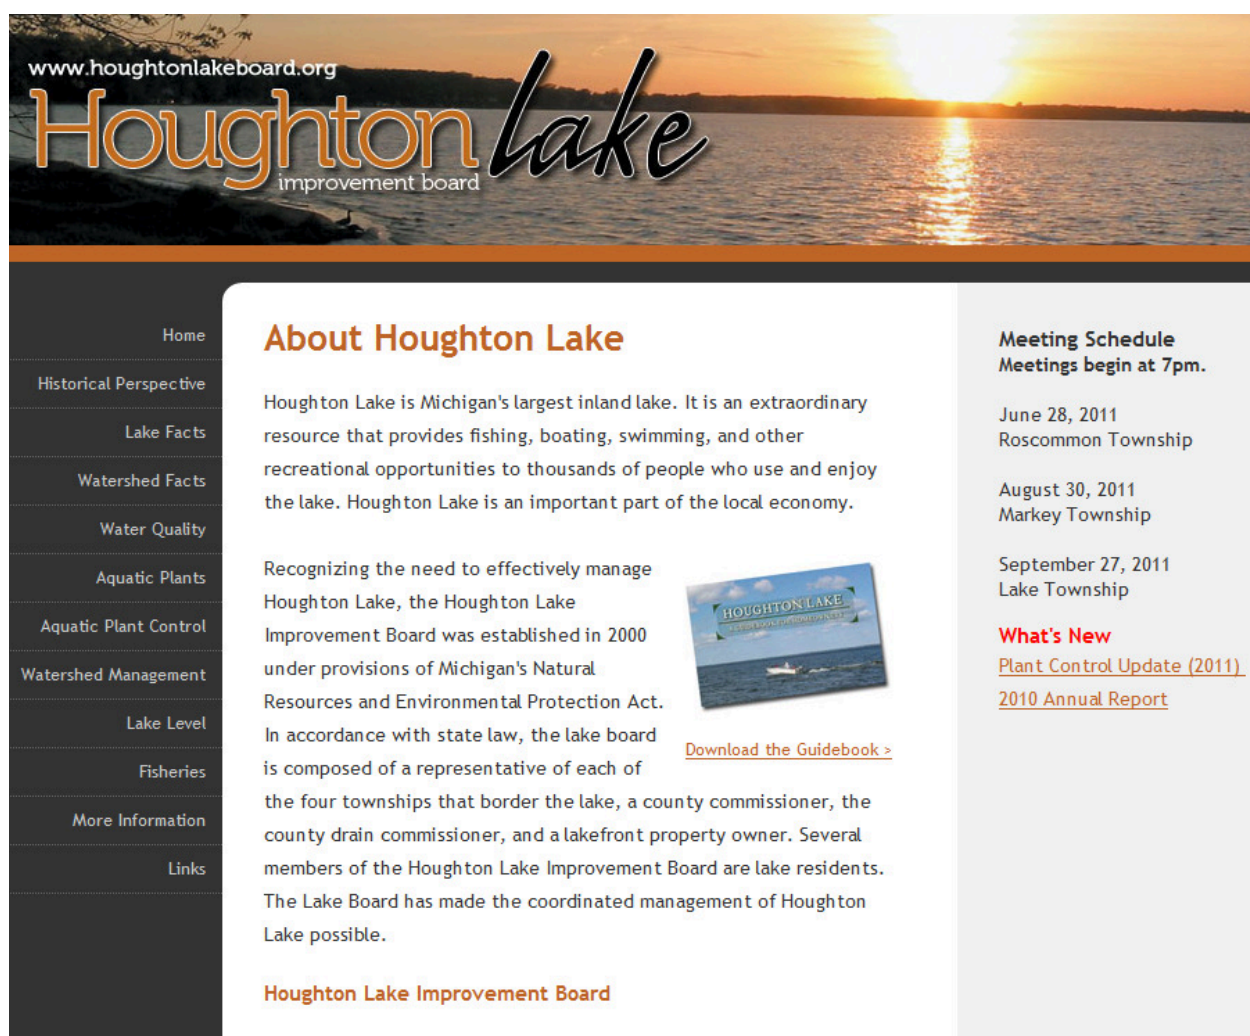 www.houghtonlakeboard.org
Houghton lake
improvement board
Home
Historical Perspective
Lake Facts
Watershed Facts
Water Quality
Aquatic Plants
Aquatic Plant Control
Watershed Management
Lake Level
Fisheries
More Information
Links
About Houghton Lake
Houghton Lake is Michigan's largest inland lake. It is an extraordinary
resource that provides fishing, boating, swimming, and other
recreational opportunities to thousands of people who use and enjoy
the lake. Houghton Lake is an important part of the local economy.
Recognizing the need to effectively manage
Houghton Lake, the Houghton Lake
Improvement Board was established in 2000
under provisions of Michigan's Natural
Resources and Environmental Protection Act.
In accordance with state law, the lake board
is composed of a representative of each of
the four townships that border the lake, a county commissioner, the
county drain commissioner, and a lakefront property owner. Several
members of the Houghton Lake Improvement Board are lake residents.
The Lake Board has made the coordinated management of Houghton
Lake possible.
HOUGHTON LAKE
A GUIDEBOOK FOR HOMEOWNERS
Download the Guidebook >
Houghton Lake Improvement Board
Meeting Schedule
Meetings begin at 7pm.
June 28, 2011
Roscommon Township
August 30, 2011
Markey Township
September 27, 2011
Lake Township
What's New
Plant Control Update (2011)
2010 Annual Report